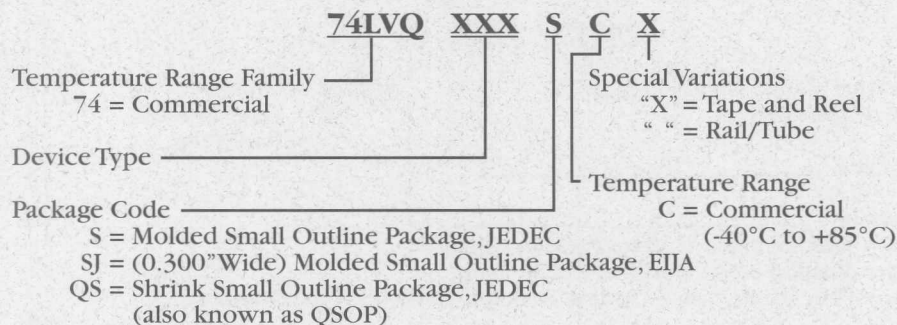 74LVQ XXX S C X
Temperature Range Family
74 = Commercial
Device Type
Package Code
S = Molded Small Outline Package, JEDEC
SJ = (0.300" Wide) Molded Small Outline Package, EIJA
QS = Shrink Small Outline Package, JEDEC
(also known as QSOP)
Special Variations
“X” = Tape and Reel
“ “ = Rail/Tube
Temperature Range
C = Commercial
(-40°C to +85°C)